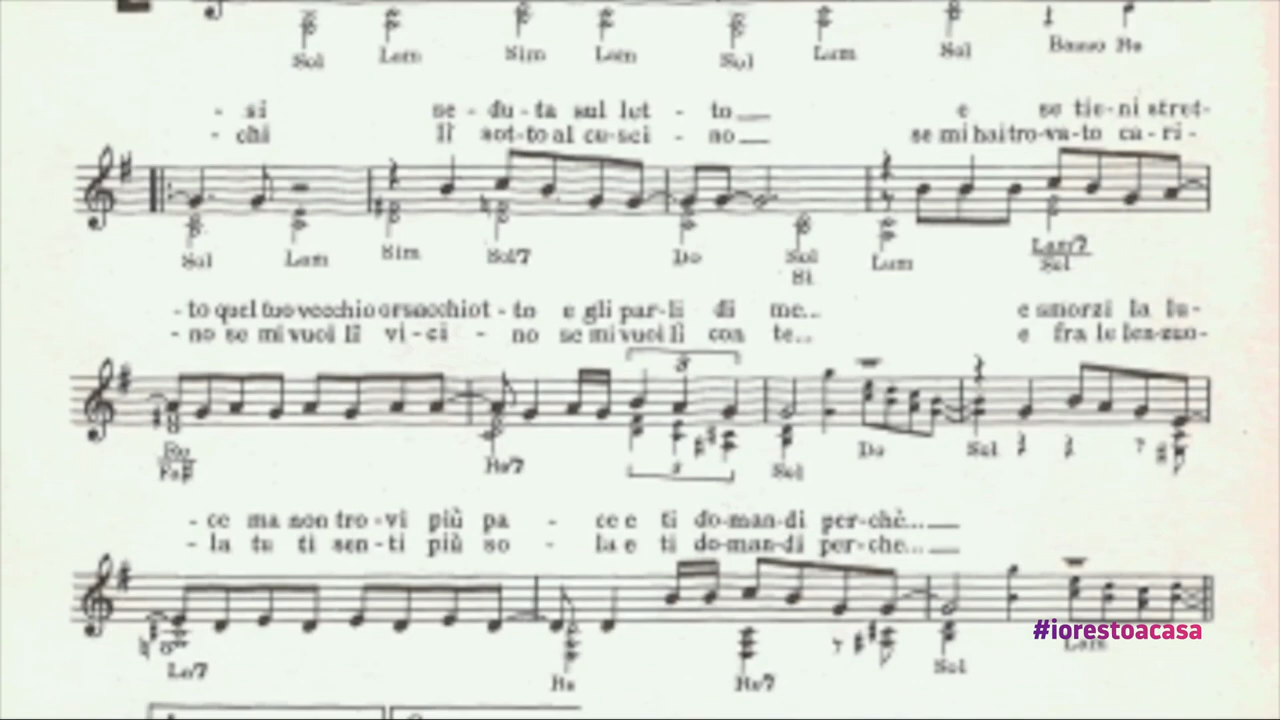 Sol Lam Sim Lam Sol Lam Sol Basso Re
- si se - du - ta sul let - to e se tie - ni stret-
- chi lì sot - to al cu - sci - no se mi hai tro - va - to ca - ri -
Sol Lam Sim Sol7 Do Sol Lam Lam7
Si Sol
- to quel tuo vecchio orsacchiot - to e gli par - li di me... e smorzi la lu-
- no se mi vuoi lì vi - ci - no se mi vuoi lì con te... e fra le len-zuo-
3
Re Re7 Sol Do Sol
Fa#
3
- ce ma non tro - vi più pa - ce e ti do-man-di per-chè...
- la tu ti sen - ti più so - la e ti do-man-di per-che...
#iorestoacasa
La7 Re Re7 Sol Lam